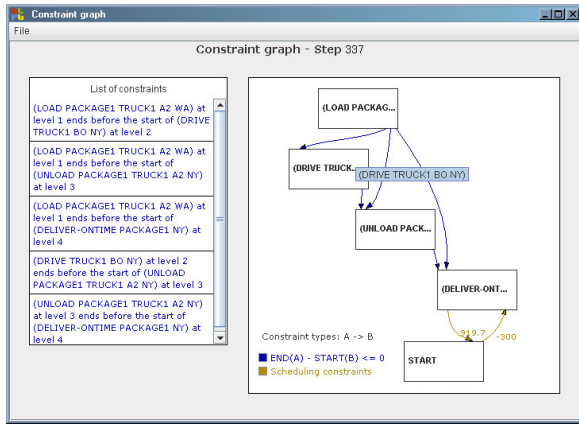 Constraint graph
File
Constraint graph - Step 337
List of constraints
(LOAD PACKAGE1 TRUCK1 A2 WA) at
level 1 ends before the start of (DRIVE
TRUCK1 BO NY) at level 2
(LOAD PACKAGE1 TRUCK1 A2 WA) at
level 1 ends before the start of
(UNLOAD PACKAGE1 TRUCK1 A2 NY)
at level 3
(LOAD PACKAGE1 TRUCK1 A2 WA) at
level 1 ends before the start of
(DELIVER-ONTIME PACKAGE1 NY) at
level 4
(DRIVE TRUCK1 BO NY) at level 2
ends before the start of (UNLOAD
PACKAGE1 TRUCK1 A2 NY) at level 3
(UNLOAD PACKAGE1 TRUCK1 A2 NY)
at level 3 ends before the start of
(DELIVER-ONTIME PACKAGE1 NY) at
level 4
(LOAD PACKAG...
(DRIVE TRUCK...
(DRIVE TRUCK1 BO NY)
(UNLOAD PACK...
(DELIVER-ONT...
919.7
-300
START
Constraint types: A -> B
END(A) - START(B) <= 0
Scheduling constraints